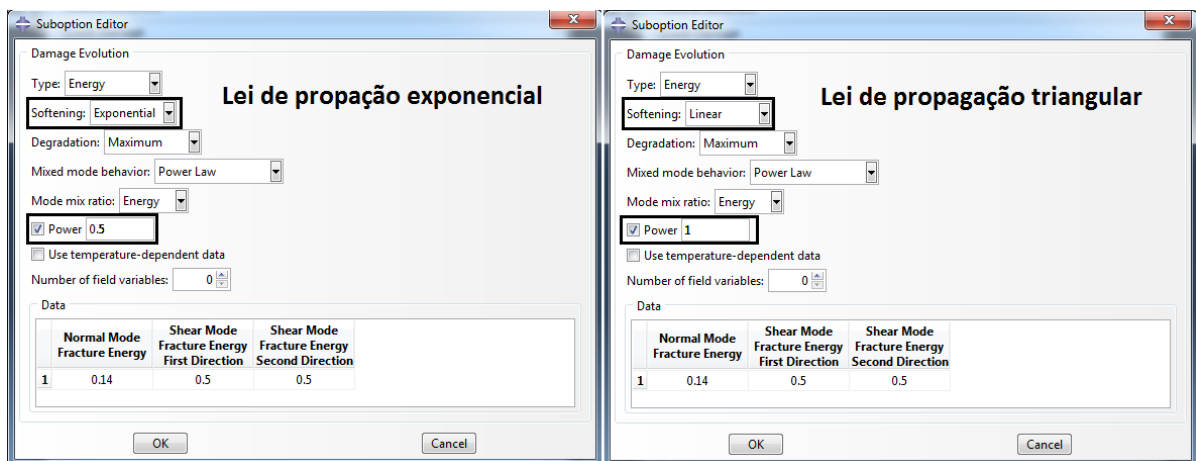 Suboption Editor
Damage Evolution
Type: Energy
Lei de propação exponencial
Softening: Exponential
Degradation: Maximum
Mixed mode behavior: Power Law
Mode mix ratio: Energy
Power 0.5
Use temperature-dependent data
Number of field variables: 0
Data
Normal Mode Fracture Energy
Shear Mode Fracture Energy First Direction
Shear Mode Fracture Energy Second Direction
1 0.14 0.5 0.5
OK Cancel
Suboption Editor
Damage Evolution
Type: Energy
Lei de propagação triangular
Softening: Linear
Degradation: Maximum
Mixed mode behavior: Power Law
Mode mix ratio: Energy
Power 1
Use temperature-dependent data
Number of field variables: 0
Data
Normal Mode Fracture Energy
Shear Mode Fracture Energy First Direction
Shear Mode Fracture Energy Second Direction
1 0.14 0.5 0.5
OK Cancel